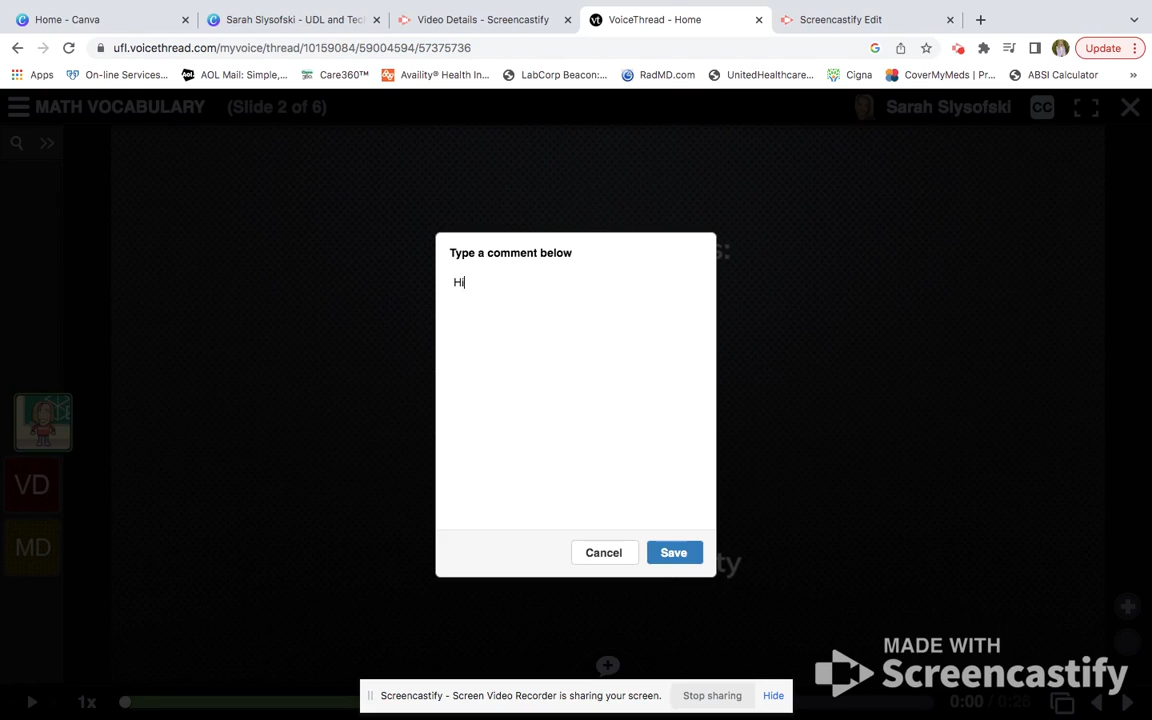 Home - Canva
Sarah Slysofski - UDL and Tech
Video Details - Screencastify
VoiceThread - Home
Screencastify Edit
ufl.voicethread.com/myvoice/thread/10159084/59004594/57375736
Update
Apps
On-line Services...
AOL Mail: Simple,...
Care360™
Availity® Health In...
LabCorp Beacon:...
RadMD.com
UnitedHealthcare...
Cigna
CoverMyMeds | Pr...
ABSI Calculator
MATH VOCABULARY (Slide 2 of 6)
Sarah Slysofski
CC
Type a comment below
Hi
VD
MD
Cancel
Save
MADE WITH
Screencastify
Screencastify - Screen Video Recorder is sharing your screen.
Stop sharing
Hide
1x
0:00 / 0:26